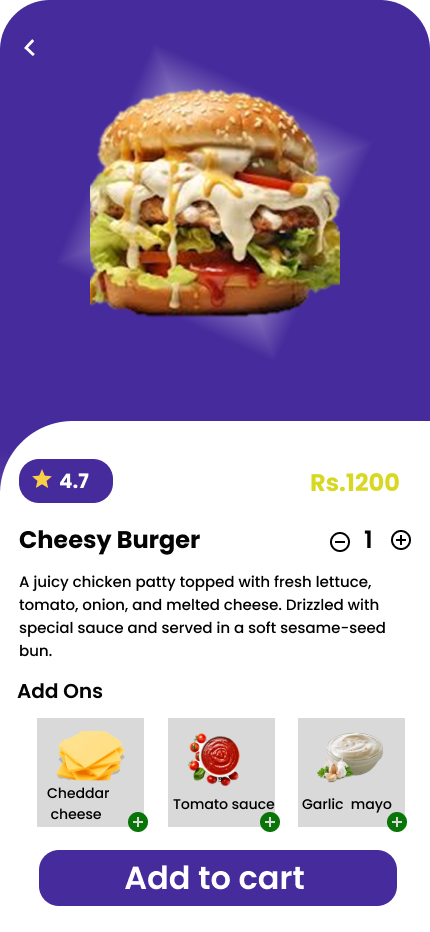 4.7
Rs.1200
Cheesy Burger
1
A juicy chicken patty topped with fresh lettuce,
tomato, onion, and melted cheese. Drizzled with
special sauce and served in a soft sesame-seed
bun.
Add Ons
Cheddar
cheese
Tomato sauce
Garlic mayo
Add to cart